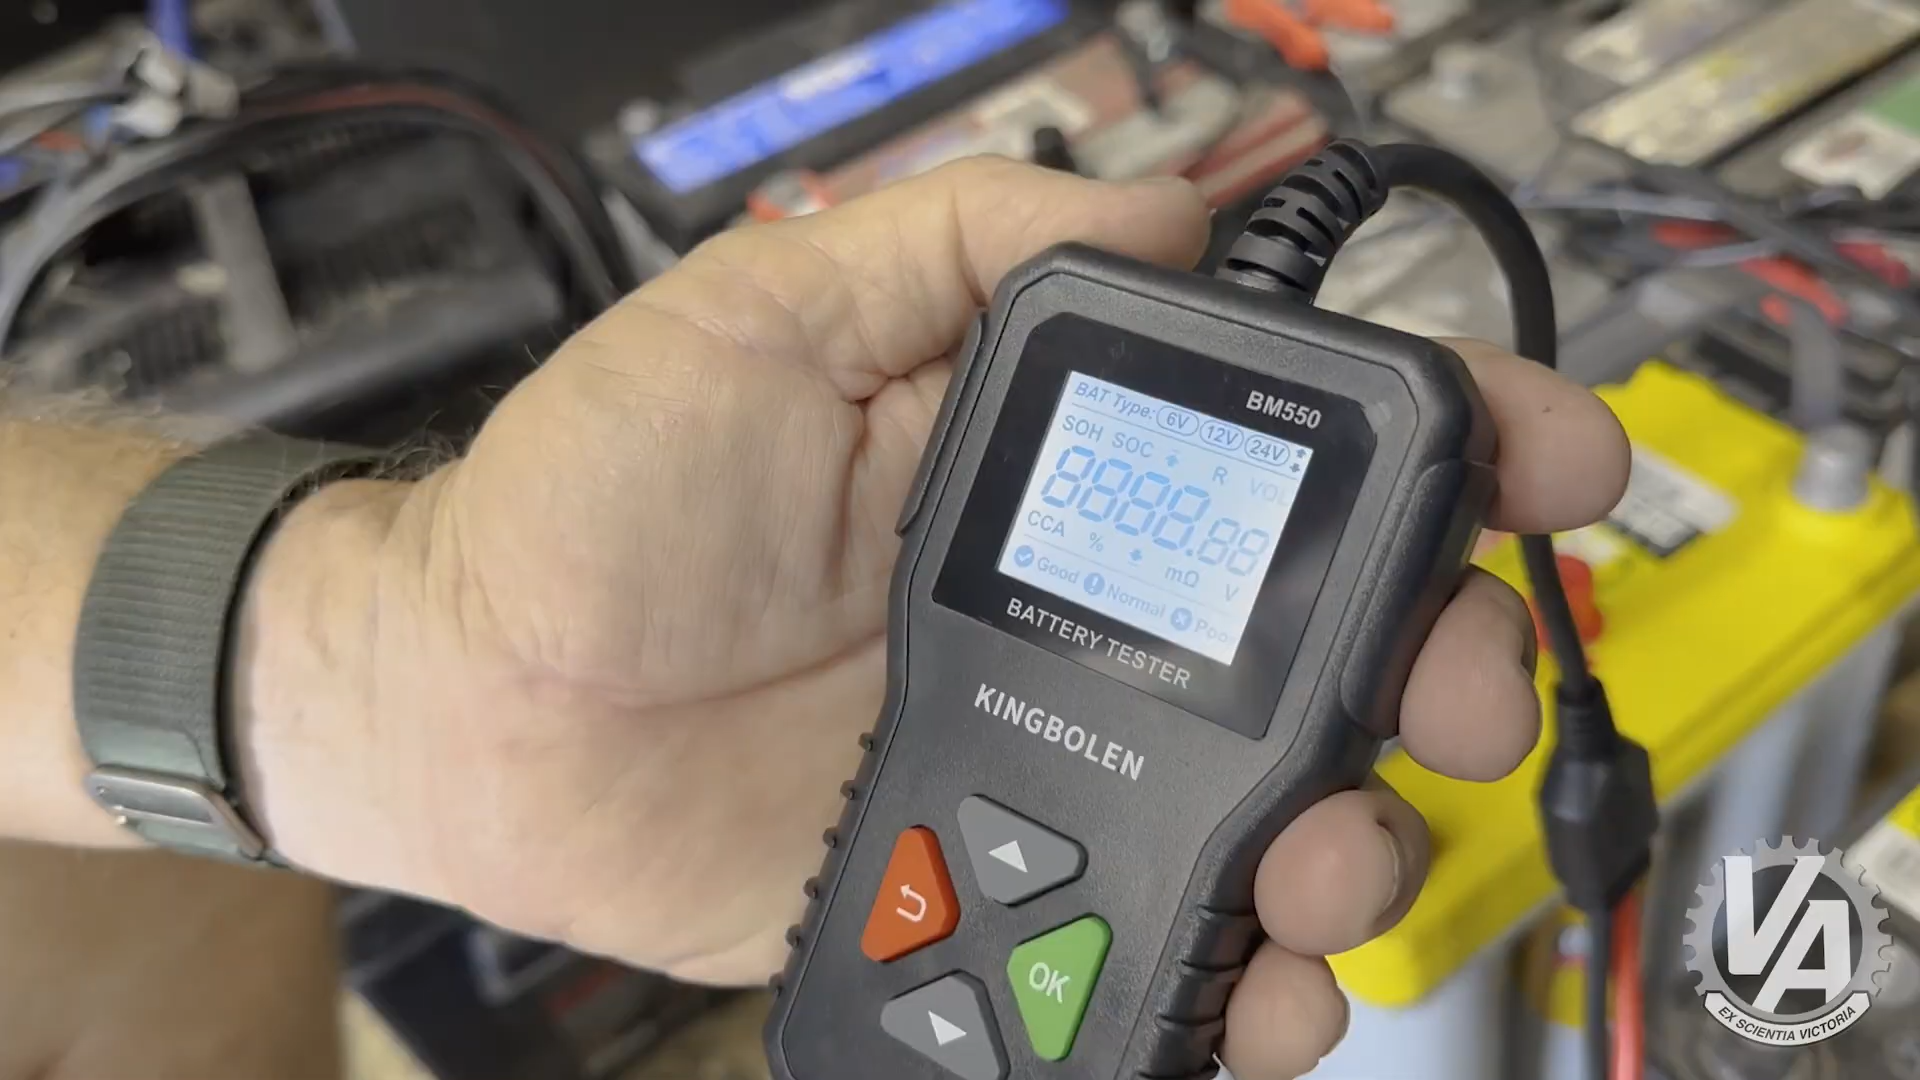 BM550
BAT Type: 6V 12V 24V
SOH SOC R VOL
8888.88
CCA % mΩ V
Good Normal Poor
BATTERY TESTER
KINGBOLEN
OK
VA
EX SCIENTIA VICTORIA